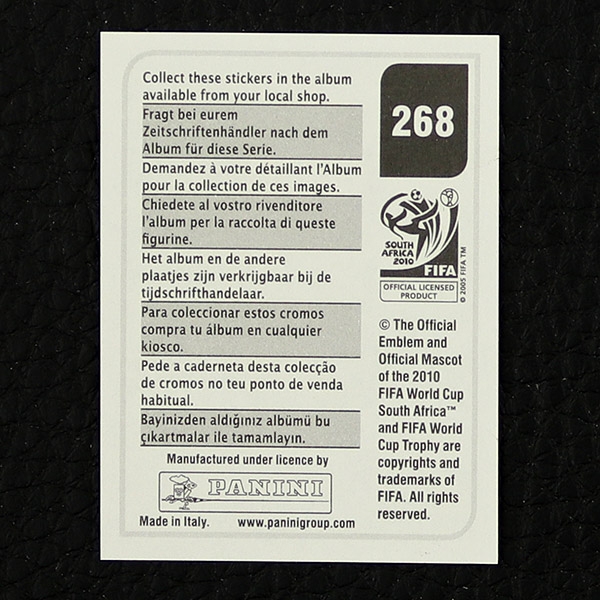 Collect these stickers in the album
available from your local shop.
Fragt bei eurem
Zeitschriftenhändler nach dem
Album für diese Serie.
Demandez à votre détaillant l'Album
pour la collection de ces images.
Chiedete al vostro rivenditore
l'album per la raccolta di queste
figurine.
Het album en de andere
plaatjes zijn verkrijgbaar bij de
tijdschrifthandelaar.
Para coleccionar estos cromos
compra tu álbum en cualquier
kiosco.
Pede a caderneta desta colecção
de cromos no teu ponto de venda
habitual.
Bayinizden aldığınız albümü bu
çıkartmalar ile tamamlayın.
Manufactured under licence by
PANINI
Made in Italy. www.paninigroup.com
268
SOUTH
AFRICA
2010
FIFA
© 2005 FIFA TM
OFFICIAL LICENSED
PRODUCT
© The Official
Emblem and
Official Mascot
of the 2010
FIFA World Cup
South Africa™
and FIFA World
Cup Trophy are
copyrights and
trademarks of
FIFA. All rights
reserved.